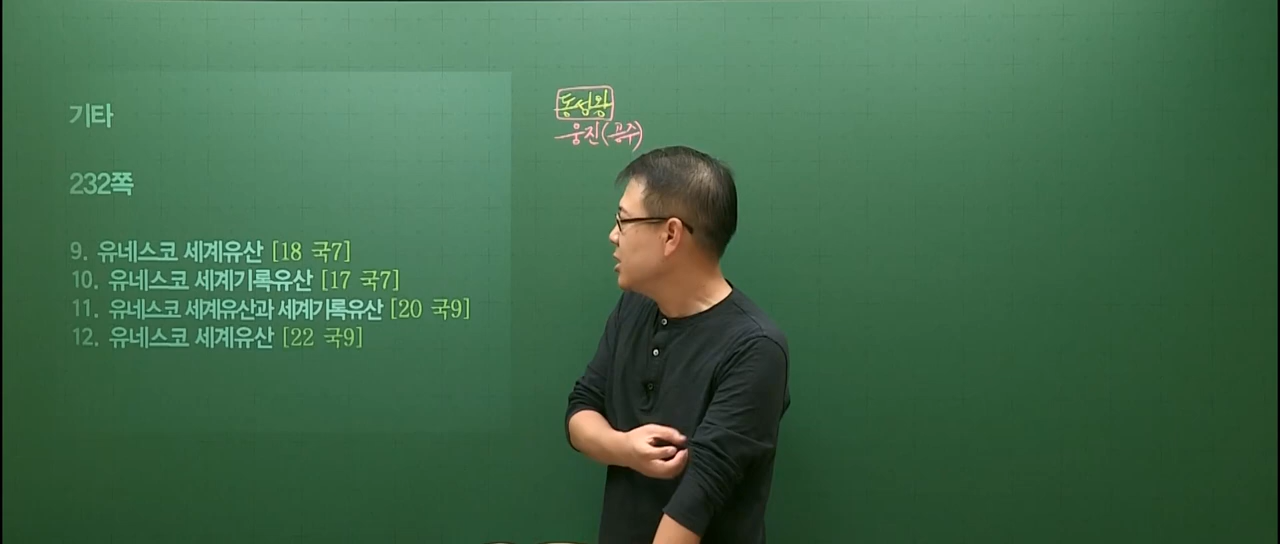 기타
232쪽
9. 유네스코 세계유산 [18 국7]
10. 유네스코 세계기록유산 [17 국7]
11. 유네스코 세계유산과 세계기록유산 [20 국9]
12. 유네스코 세계유산 [22 국9]
동성왕
웅진(공주)